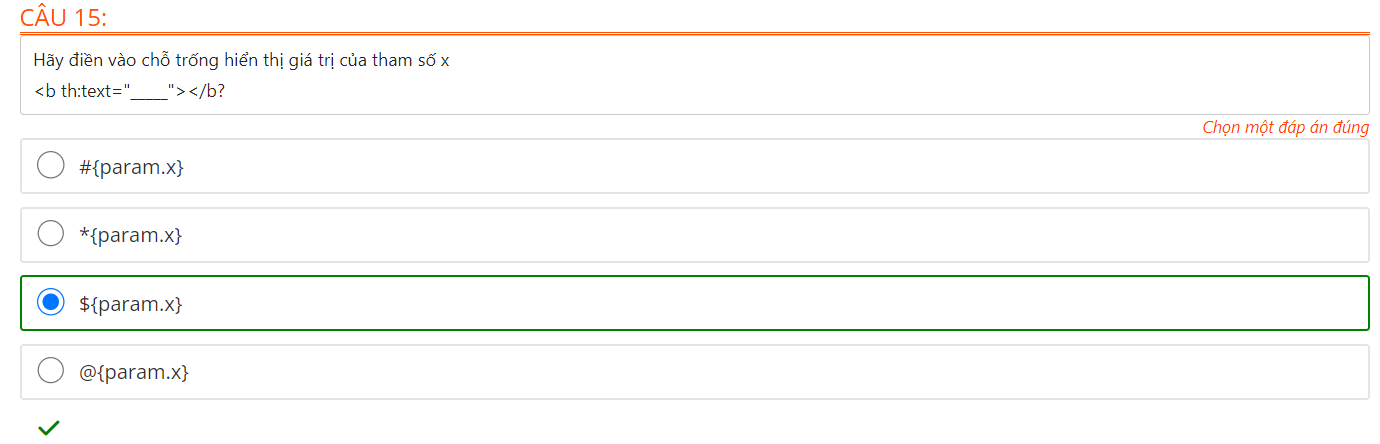 CÂU 15:
Hãy điền vào chỗ trống hiển thị giá trị của tham số x
<b th:text="_____"></b?
Chọn một đáp án đúng
#{param.x}
*{param.x}
${param.x}
@{param.x}